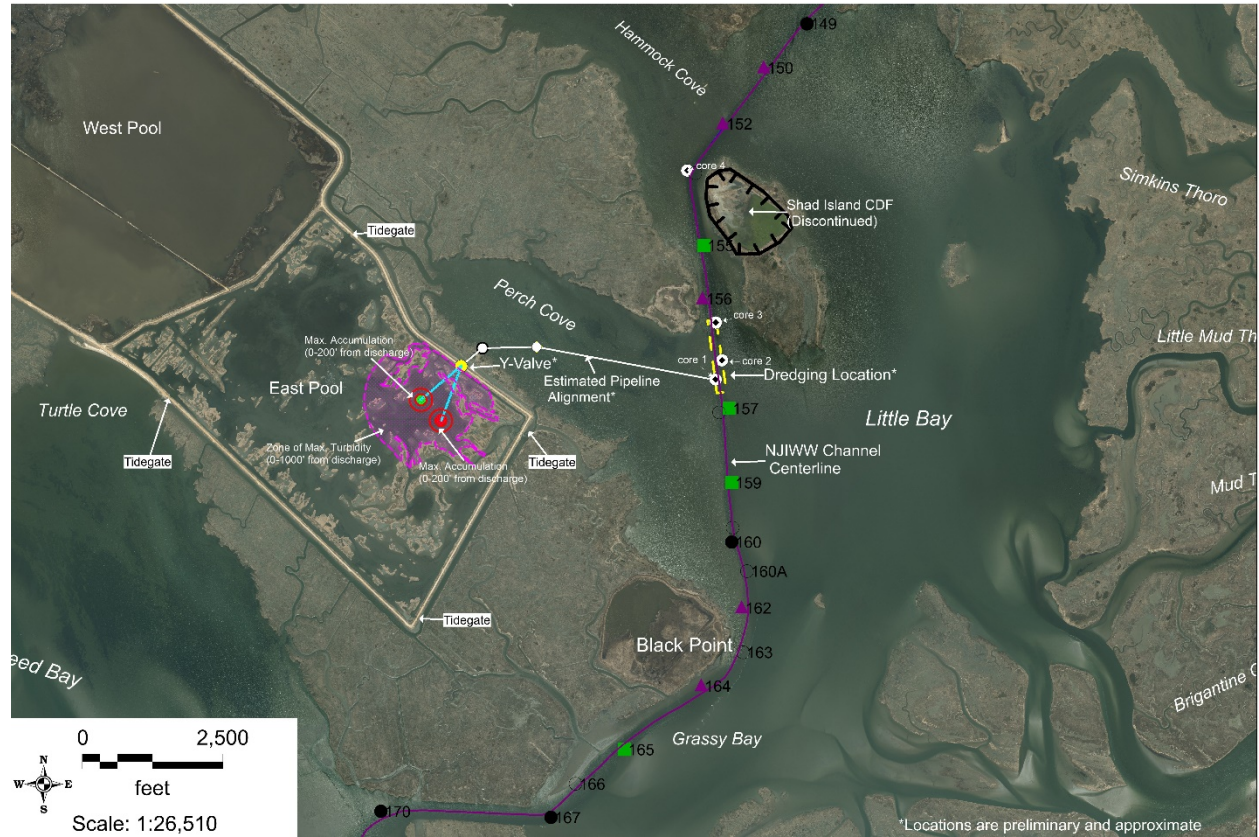 149
Hammock Cove
150
West Pool
152
core 4
Simkins Thoro
Shad Island CDF
(Discontinued)
Tidegate
155
Perch Cove
156
core 3
Max. Accumulation
(0-200' from discharge)
Y-Valve*
core 1
core 2
Little Mud Th
East Pool
Estimated Pipeline
Alignment*
Dredging Location*
Turtle Cove
157
Little Bay
Zone of Max. Turbidity
(0-1000' from discharge)
Tidegate
Max. Accumulation
(0-200' from discharge)
Tidegate
NJIWW Channel
Centerline
159
Mud T
160
160A
162
Tidegate
Black Point
163
eed Bay
164
Brigantine C
Grassy Bay
165
0 2,500
feet
N
W E
S
Scale: 1:26,510
166
170
167
*Locations are preliminary and approximate